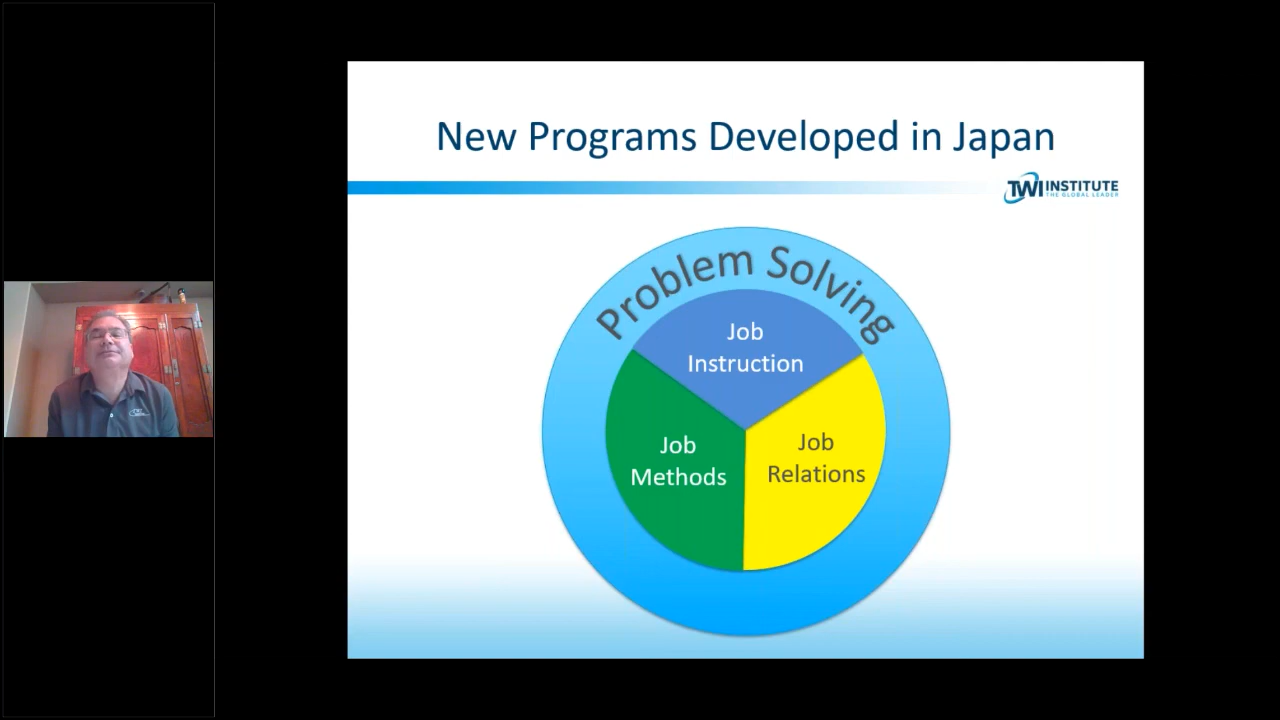 New Programs Developed in Japan
TWI INSTITUTE
THE GLOBAL LEADER
Problem Solving
Job
Instruction
Job
Methods
Job
Relations